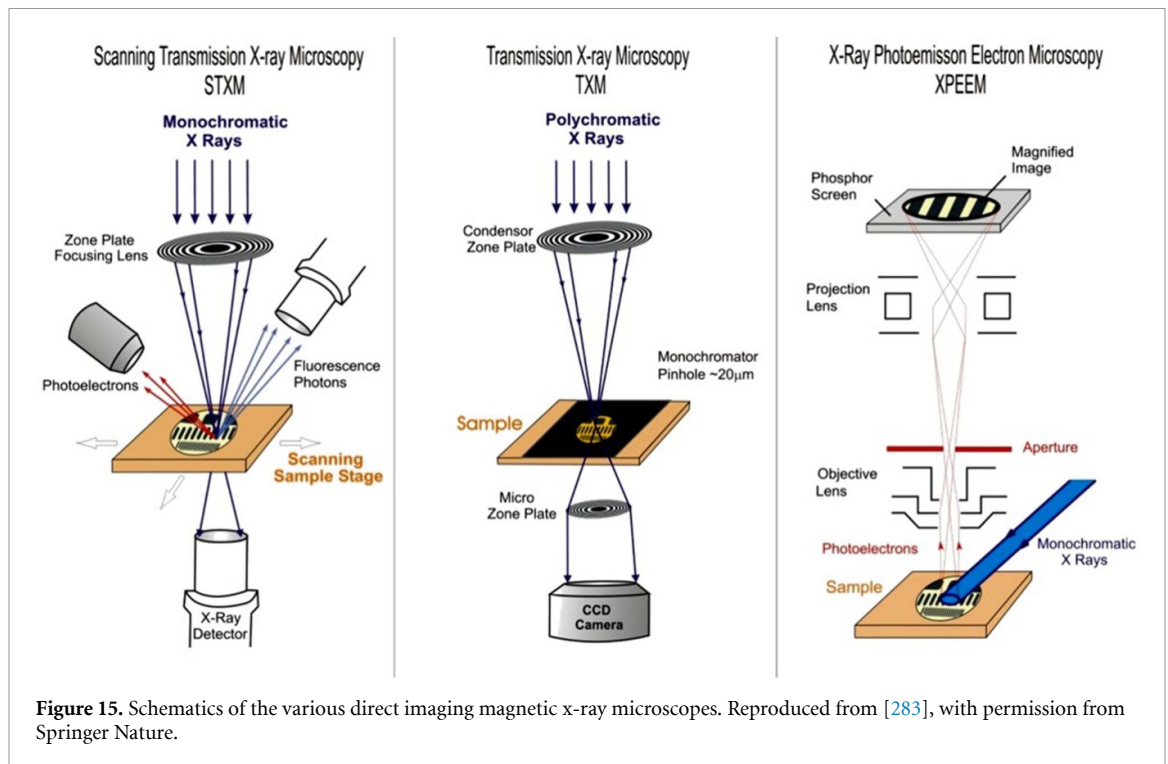 Scanning Transmission X-ray Microscopy
STXM
Monochromatic
X Rays
Zone Plate
Focusing Lens
Photoelectrons
Fluorescence
Photons
Scanning
Sample Stage
X-Ray
Detector
Transmission X-ray Microscopy
TXM
Polychromatic
X Rays
Condensor
Zone Plate
Monochromator
Pinhole ~20µm
Sample
Micro
Zone Plate
CCD
Camera
X-Ray Photoemisson Electron Microscopy
XPEEM
Magnified
Image
Phosphor
Screen
Projection
Lens
Aperture
Objective
Lens
Photoelectrons
Monochromatic
X Rays
Sample
Figure 15. Schematics of the various direct imaging magnetic x-ray microscopes. Reproduced from [283], with permission from
Springer Nature.